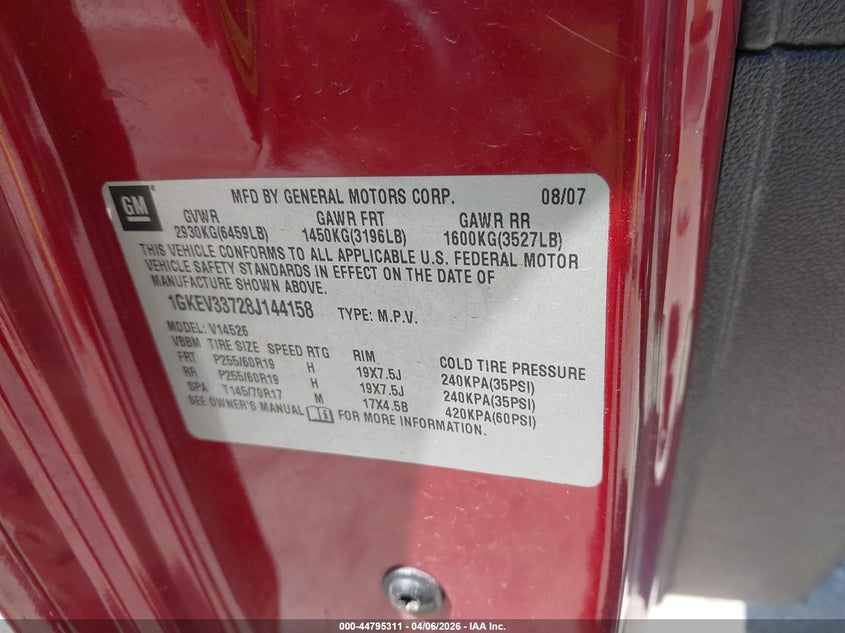 GM ® MFD BY GENERAL MOTORS CORP. 08/07
GVWR GAWR FRT GAWR RR
2930KG(6459LB) 1450KG(3196LB) 1600KG(3527LB)
THIS VEHICLE CONFORMS TO ALL APPLICABLE U.S. FEDERAL MOTOR
VEHICLE SAFETY STANDARDS IN EFFECT ON THE DATE OF
MANUFACTURE SHOWN ABOVE.
1GKEV33728J144158 TYPE: M.P.V.
MODEL: V14526
VBBM TIRE SIZE SPEED RTG RIM COLD TIRE PRESSURE
FRT P255/60R19 H 19X7.5J 240KPA(35PSI)
RR P255/60R19 H 19X7.5J 240KPA(35PSI)
SPA T145/70R17 M 17X4.5B 420KPA(60PSI)
SEE OWNER'S MANUAL i FOR MORE INFORMATION.
000-44795311 - 04/06/2026 - IAA Inc.